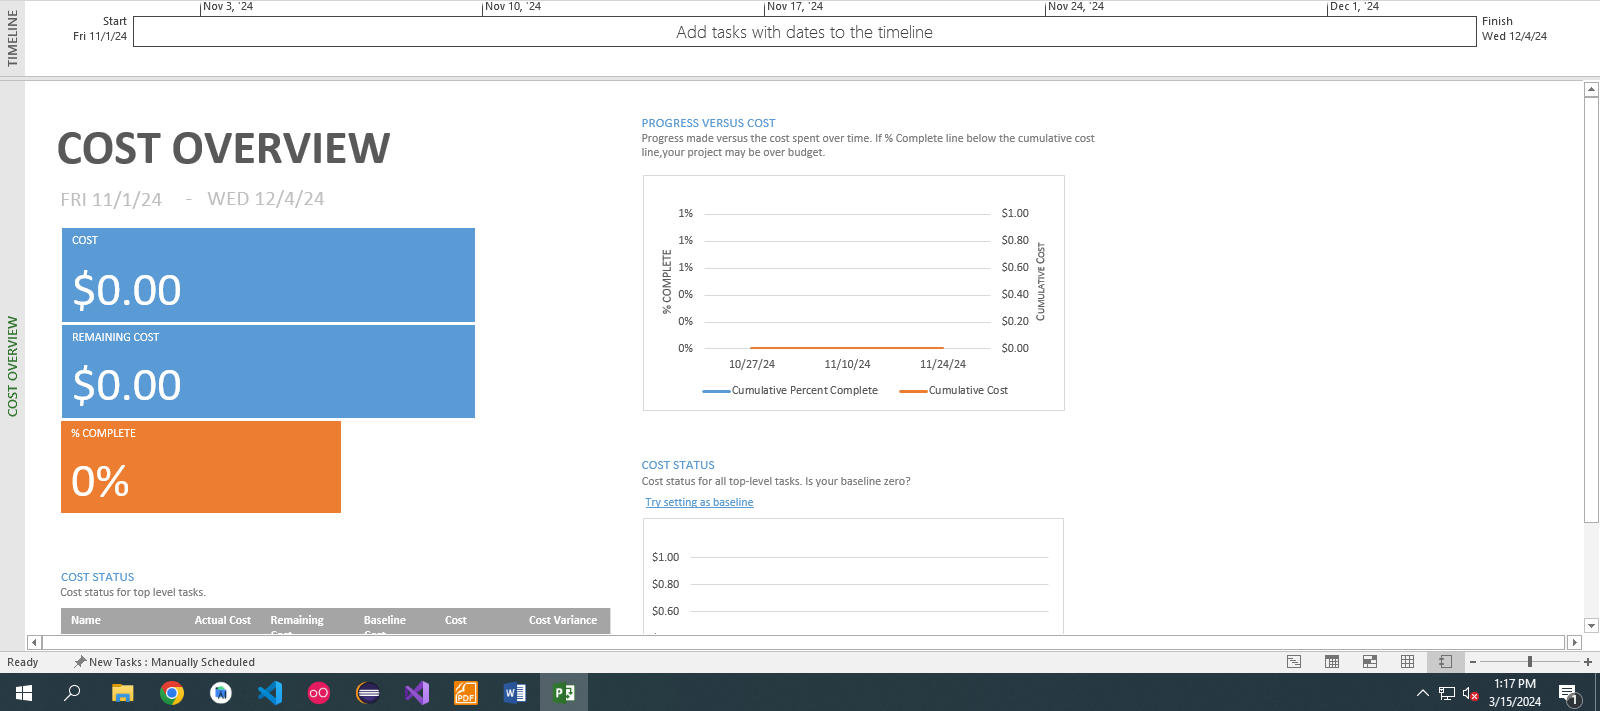 TIMELINE
Nov 3, '24
Nov 10, '24
Nov 17, '24
Nov 24, '24
Dec 1, '24
Start
Fri 11/1/24
Add tasks with dates to the timeline
Finish
Wed 12/4/24
COST OVERVIEW
COST OVERVIEW
FRI 11/1/24 - WED 12/4/24
COST
$0.00
REMAINING COST
$0.00
% COMPLETE
0%
PROGRESS VERSUS COST
Progress made versus the cost spent over time. If % Complete line below the cumulative cost
line,your project may be over budget.
% COMPLETE
1%
1%
1%
0%
0%
0%
$1.00
$0.80
$0.60
$0.40
$0.20
$0.00
CUMULATIVE COST
10/27/24
11/10/24
11/24/24
Cumulative Percent Complete
Cumulative Cost
COST STATUS
Cost status for all top-level tasks. Is your baseline zero?
Try setting as baseline
$1.00
$0.80
$0.60
COST STATUS
Cost status for top level tasks.
Name
Actual Cost
Remaining Cost
Baseline Cost
Cost
Cost Variance
Ready
New Tasks : Manually Scheduled
PDF
1:17 PM
3/15/2024
1